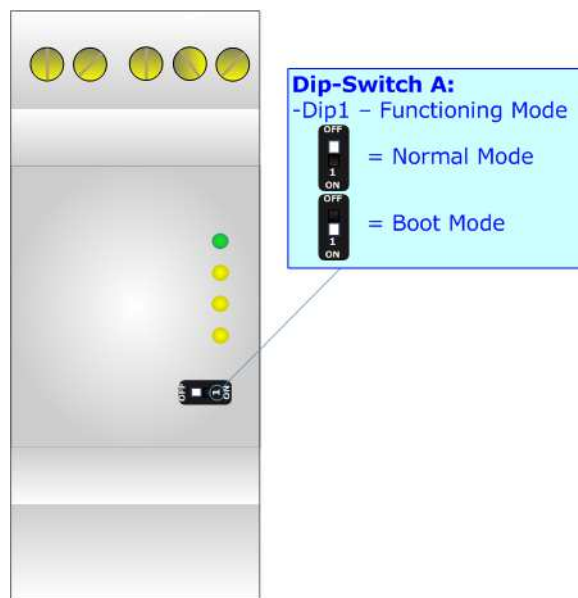 Dip-Switch A:
-Dip1 – Functioning Mode
OFF
1
ON
= Normal Mode
OFF
1
ON
= Boot Mode
OFF 1 ON